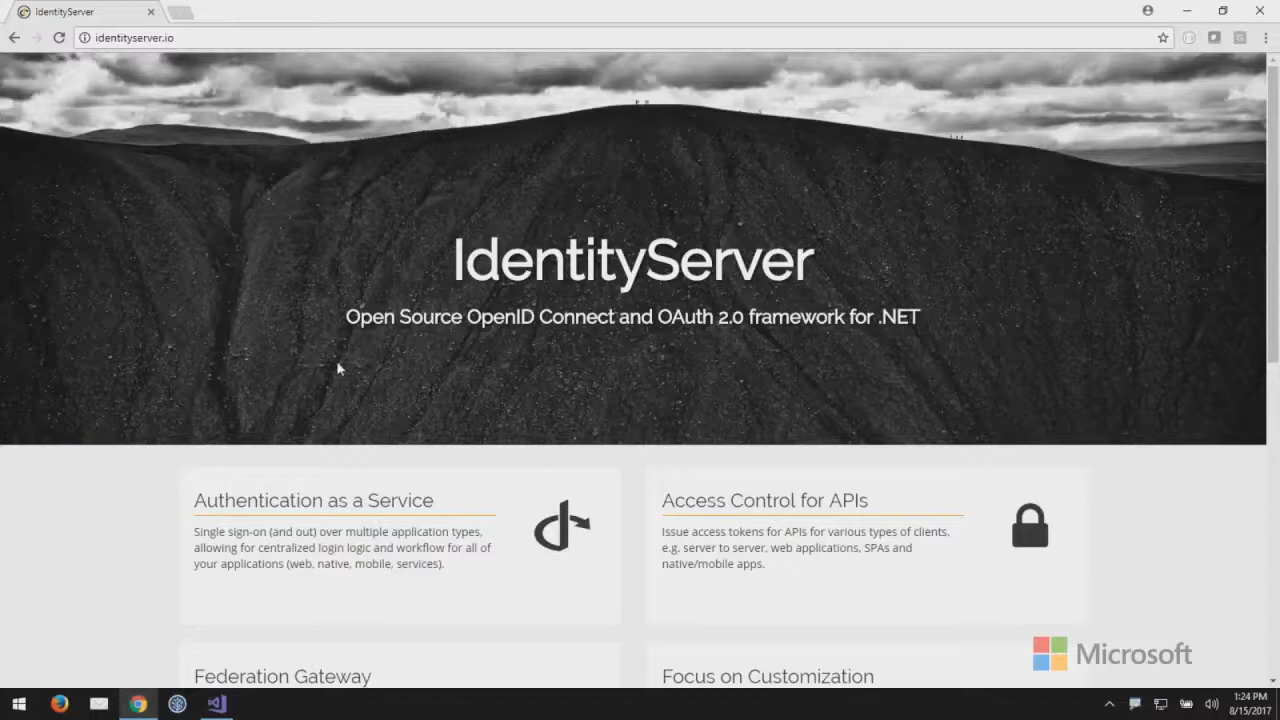 IdentityServer
identityserver.io
IdentityServer
Open Source OpenID Connect and OAuth 2.0 framework for .NET
Authentication as a Service
Single sign-on (and out) over multiple application types,
allowing for centralized login logic and workflow for all of
your applications (web, native, mobile, services).
Access Control for APIs
Issue access tokens for APIs for various types of clients,
e.g. server to server, web applications, SPAs and
native/mobile apps.
Federation Gateway
Focus on Customization
Microsoft
1:24 PM
8/15/2017